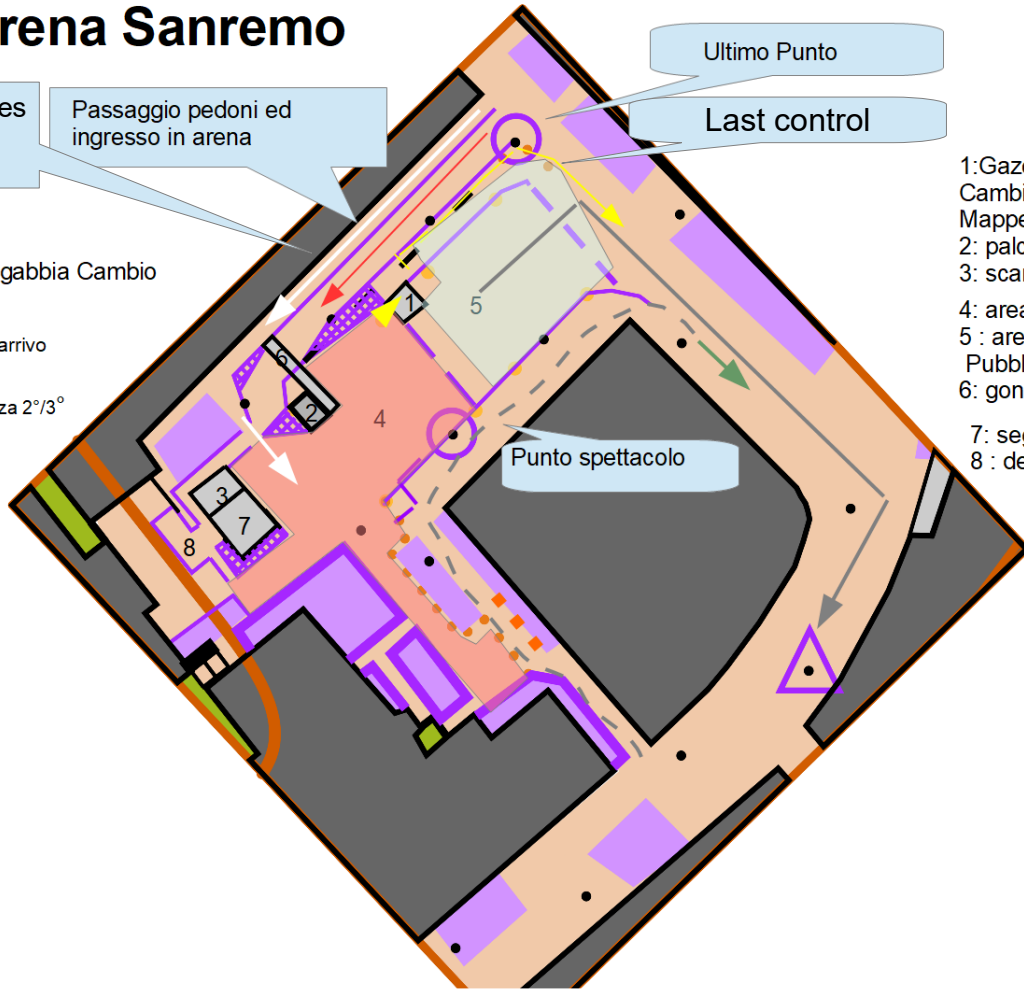 rena Sanremo
Ultimo Punto
es
Passaggio pedoni ed
ingresso in arena
Last control
1:Gaz
Cambi
Mappe
2: pal
3: sca
gabbia Cambio
4: area
5 : are
Pubbl
6: gon
arrivo
za 2°/3°
7: seg
8 : de
Punto spettacolo
1
5
6
2
4
3
7
8